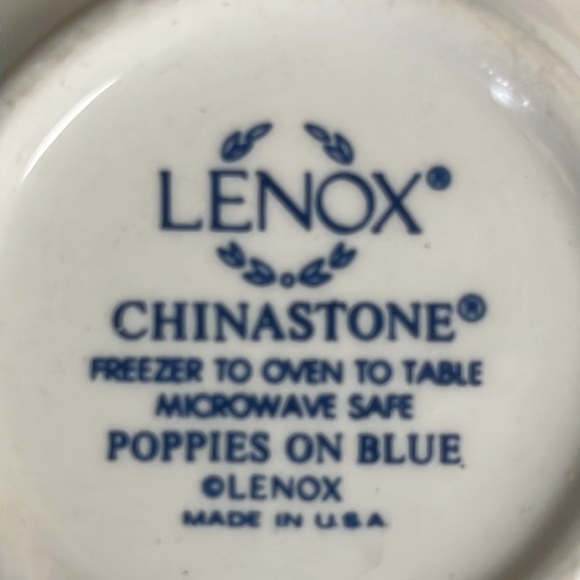 LENOX®
CHINASTONE®
FREEZER TO OVEN TO TABLE
MICROWAVE SAFE
POPPIES ON BLUE
©LENOX
MADE IN U.S.A.